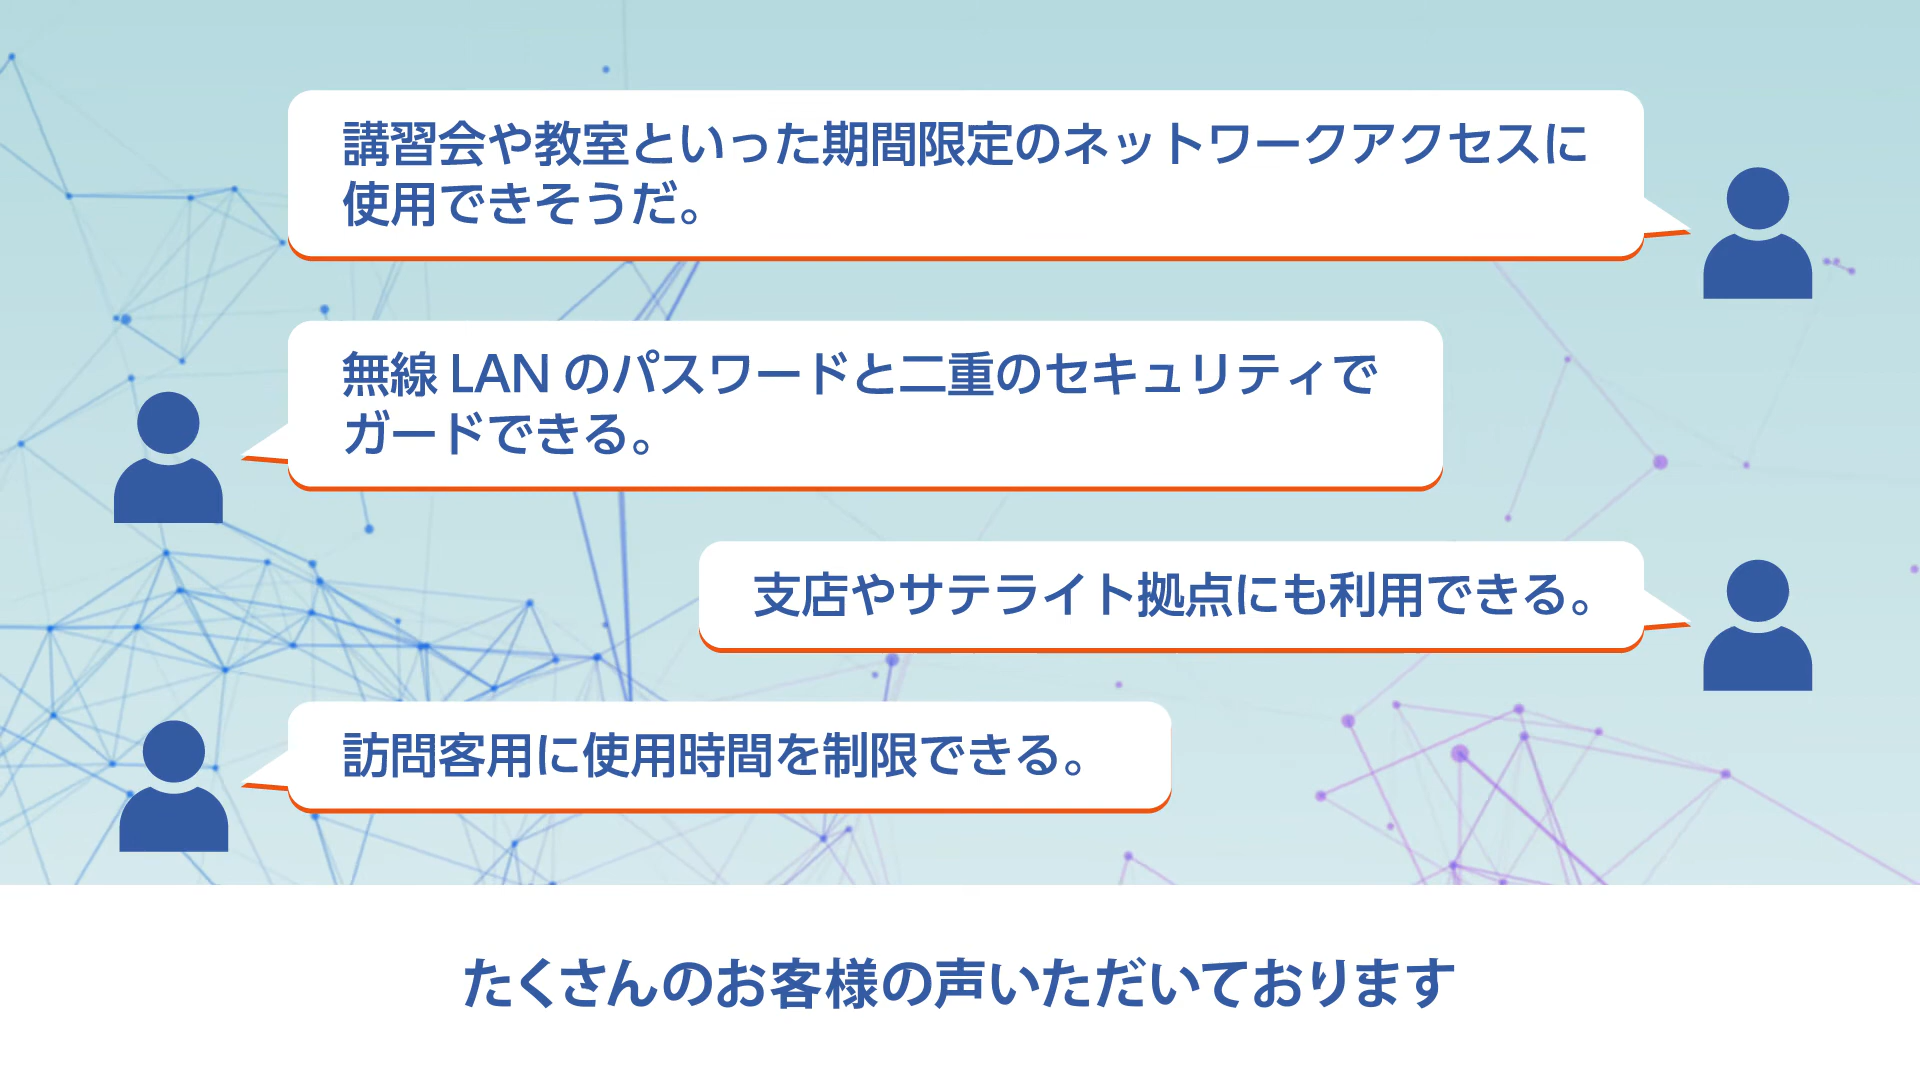 講習会や教室といった期間限定のネットワークアクセスに
使用できそうだ。
無線 LAN のパスワードと二重のセキュリティで
ガードできる。
支店やサテライト拠点にも利用できる。
訪問客用に使用時間を制限できる。
たくさんのお客様の声いただいております